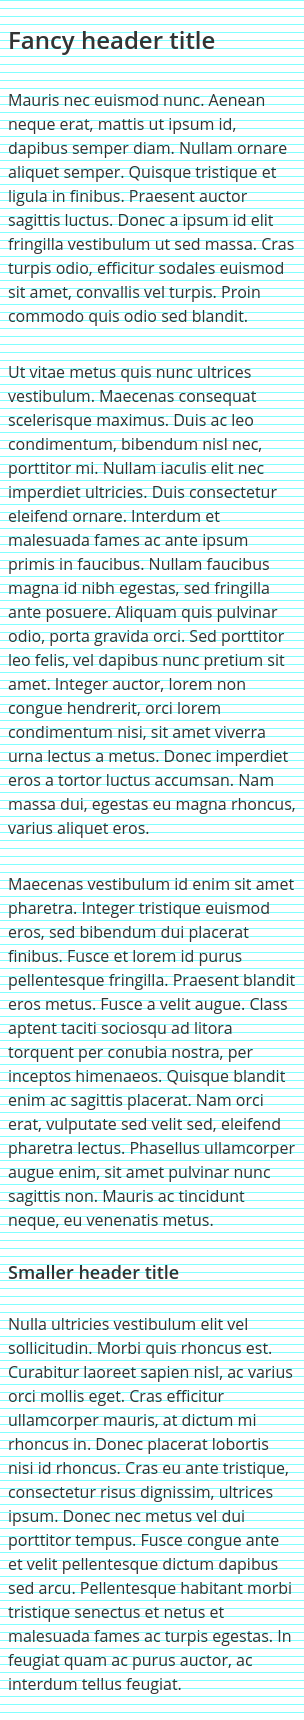 Fancy header title
Mauris nec euismod nunc. Aenean
neque erat, mattis ut ipsum id,
dapibus semper diam. Nullam ornare
aliquet semper. Quisque tristique et
ligula in finibus. Praesent auctor
sagittis luctus. Donec a ipsum id elit
fringilla vestibulum ut sed massa. Cras
turpis odio, efficitur sodales euismod
sit amet, convallis vel turpis. Proin
commodo quis odio sed blandit.
Ut vitae metus quis nunc ultrices
vestibulum. Maecenas consequat
scelerisque maximus. Duis ac leo
condimentum, bibendum nisl nec,
porttitor mi. Nullam iaculis elit nec
imperdiet ultricies. Duis consectetur
eleifend ornare. Interdum et
malesuada fames ac ante ipsum
primis in faucibus. Nullam faucibus
magna id nibh egestas, sed fringilla
ante posuere. Aliquam quis pulvinar
odio, porta gravida orci. Sed porttitor
leo felis, vel dapibus nunc pretium sit
amet. Integer auctor, lorem non
congue hendrerit, orci lorem
condimentum nisi, sit amet viverra
urna lectus a metus. Donec imperdiet
eros a tortor luctus accumsan. Nam
massa dui, egestas eu magna rhoncus,
varius aliquet eros.
Maecenas vestibulum id enim sit amet
pharetra. Integer tristique euismod
eros, sed bibendum dui placerat
finibus. Fusce et lorem id purus
pellentesque fringilla. Praesent blandit
eros metus. Fusce a velit augue. Class
aptent taciti sociosqu ad litora
torquent per conubia nostra, per
inceptos himenaeos. Quisque blandit
enim ac sagittis placerat. Nam orci
erat, vulputate sed velit sed, eleifend
pharetra lectus. Phasellus ullamcorper
augue enim, sit amet pulvinar nunc
sagittis non. Mauris ac tincidunt
neque, eu venenatis metus.
Smaller header title
Nulla ultricies vestibulum elit vel
sollicitudin. Morbi quis rhoncus est.
Curabitur laoreet sapien nisl, ac varius
orci mollis eget. Cras efficitur
ullamcorper mauris, at dictum mi
rhoncus in. Donec placerat lobortis
nisi id rhoncus. Cras eu ante tristique,
consectetur risus dignissim, ultrices
ipsum. Donec nec metus vel dui
porttitor tempus. Fusce congue ante
et velit pellentesque dictum dapibus
sed arcu. Pellentesque habitant morbi
tristique senectus et netus et
malesuada fames ac turpis egestas. In
feugiat quam ac purus auctor, ac
interdum tellus feugiat.